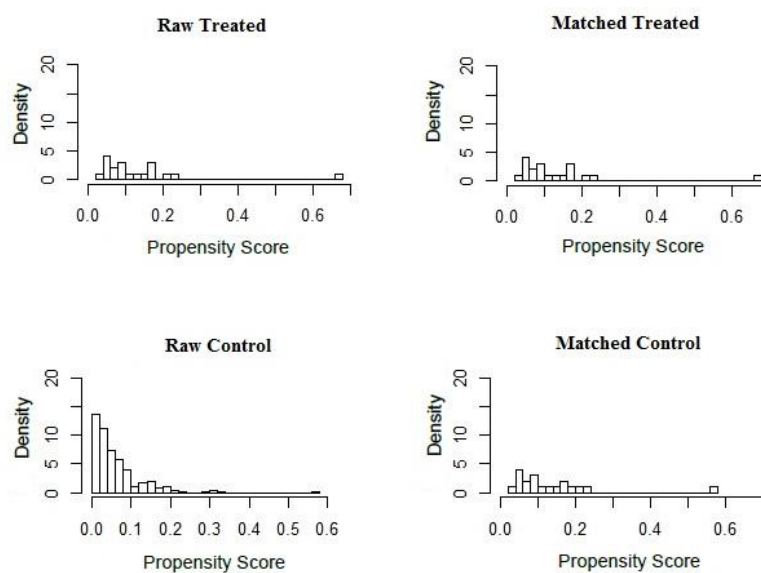 Raw Treated
Density
20
10
5
0
0.0 0.2 0.4 0.6
Propensity Score
Matched Treated
Density
20
10
5
0
0.0 0.2 0.4 0.6
Propensity Score
Raw Control
Density
20
10
5
0
0.0 0.1 0.2 0.3 0.4 0.5 0.6
Propensity Score
Matched Control
Density
20
10
5
0
0.0 0.2 0.4 0.6
Propensity Score